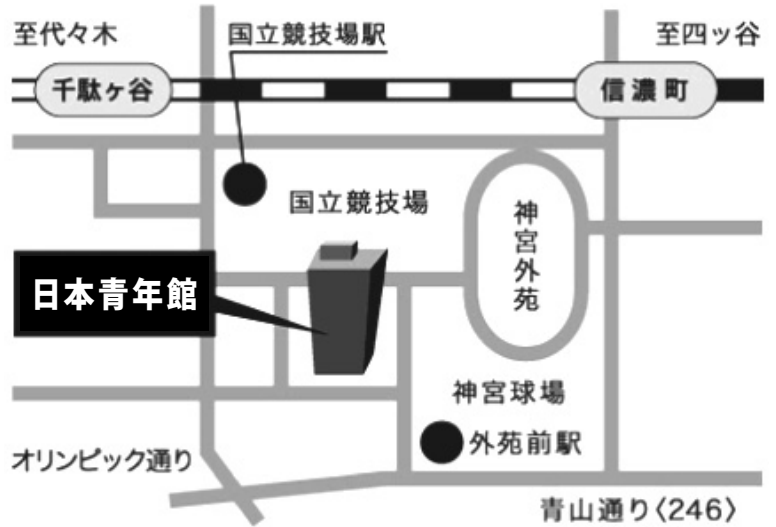 至代々木
国立競技場駅
至四ッ谷
千駄ヶ谷
信濃町
国立競技場
神宮外苑
日本青年館
神宮球場
外苑前駅
オリンピック通り
青山通り〈246〉